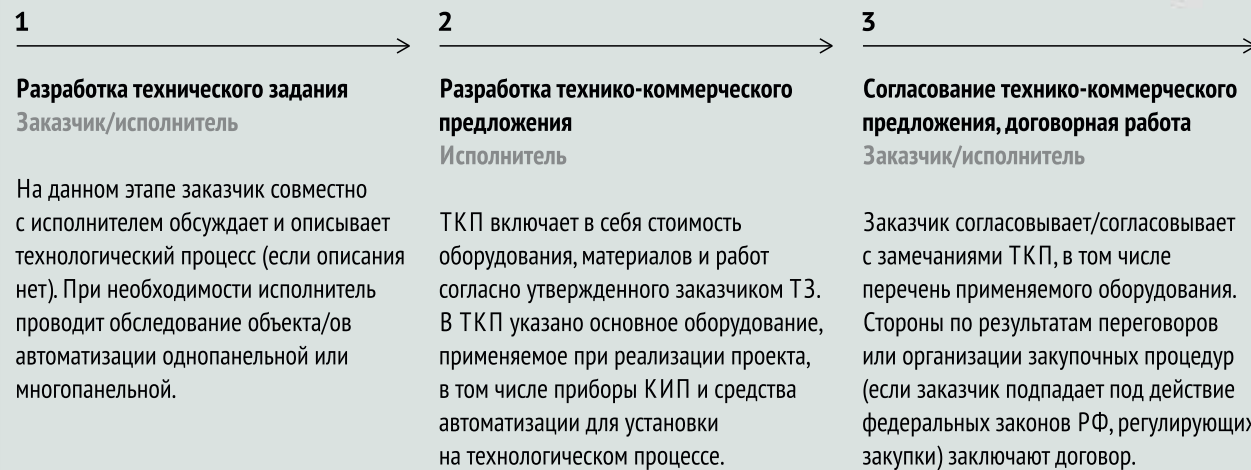 1
Разработка технического задания
Заказчик/исполнитель
На данном этапе заказчик совместно
с исполнителем обсуждает и описывает
технологический процесс (если описания
нет). При необходимости исполнитель
проводит обследование объекта/ов
автоматизации однопанельной или
многопанельной.
2
Разработка технико-коммерческого
предложения
Исполнитель
ТКП включает в себя стоимость
оборудования, материалов и работ
согласно утвержденного заказчиком ТЗ.
В ТКП указано основное оборудование,
применяемое при реализации проекта,
в том числе приборы КИП и средства
автоматизации для установки
на технологическом процессе.
3
Согласование технико-коммерческого
предложения, договорная работа
Заказчик/исполнитель
Заказчик согласовывает/согласовывает
с замечаниями ТКП, в том числе
перечень применяемого оборудования.
Стороны по результатам переговоров
или организации закупочных процедур
(если заказчик подпадает под действие
федеральных законов РФ, регулирующих
закупки) заключают договор.